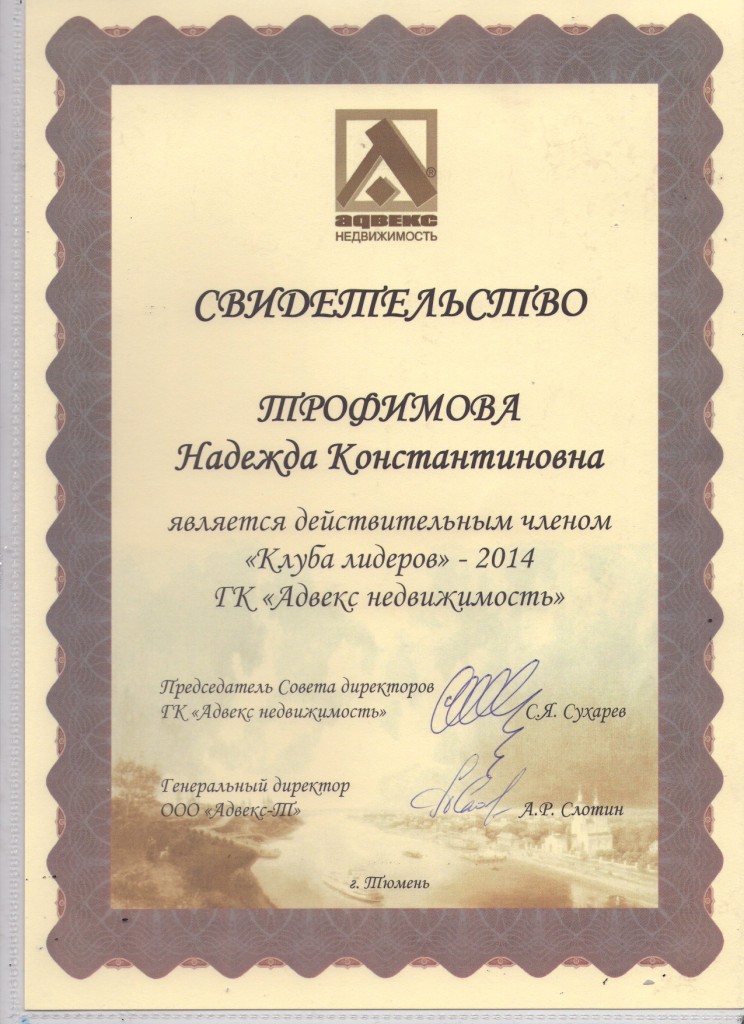 ®
адвекс
НЕДВИЖИМОСТЬ
СВИДЕТЕЛЬСТВО
ТРОФИМОВА
Надежда Константиновна
является действительным членом
«Клуба лидеров» - 2014
ГК «Адвекс недвижимость»
Председатель Совета директоров
ГК «Адвекс недвижимость» С.Я. Сухарев
Генеральный директор
ООО «Адвекс-Т» А.Р. Слотин
г. Тюмень